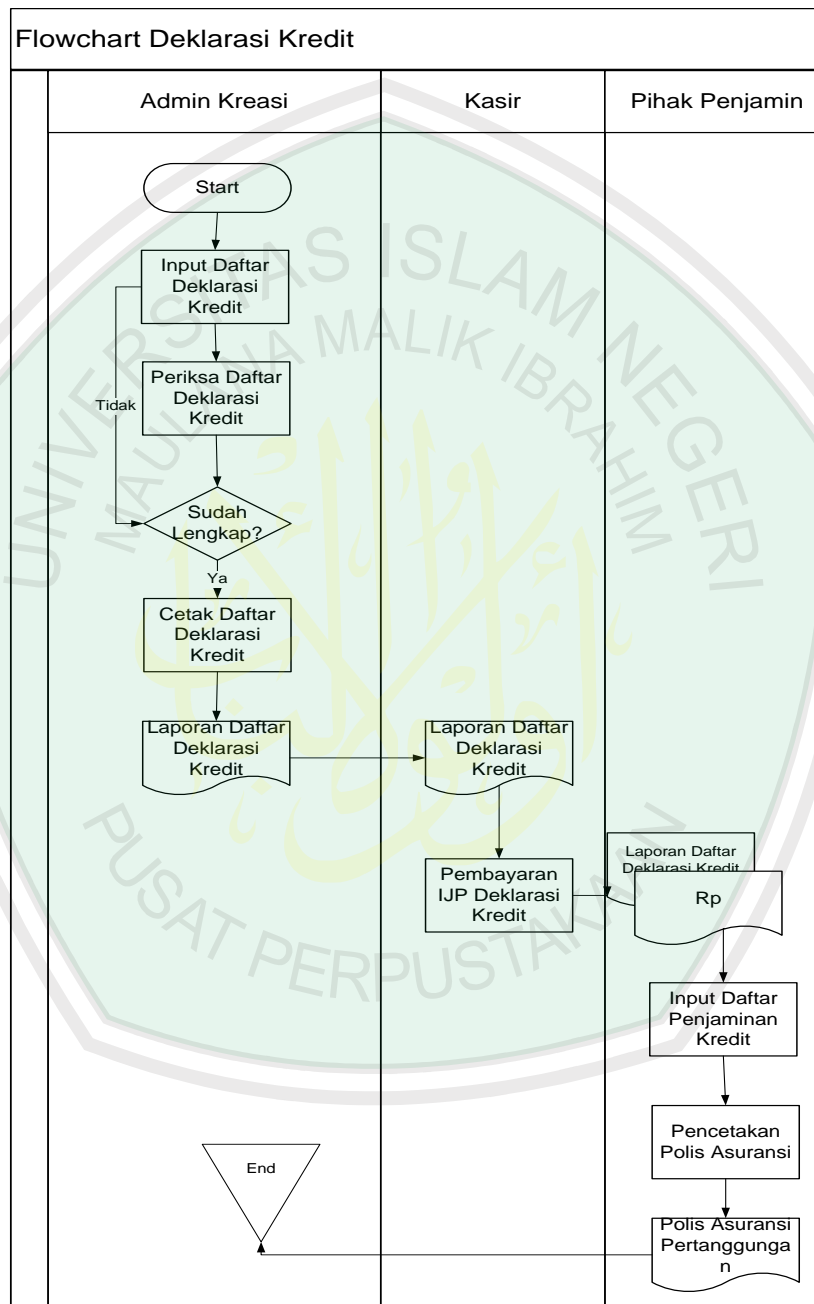 Flowchart Deklarasi Kredit
Admin Kreasi
Kasir
Pihak Penjamin
Start
Input Daftar
Deklarasi
Kredit
Periksa Daftar
Deklarasi
Kredit
Tidak
Sudah
Lengkap?
Ya
Cetak Daftar
Deklarasi
Kredit
Laporan Daftar
Deklarasi
Kredit
Laporan Daftar
Deklarasi
Kredit
Pembayaran
IJP Deklarasi
Kredit
Laporan Daftar
Deklarasi Kredit
Rp
Input Daftar
Penjaminan
Kredit
Pencetakan
Polis Asuransi
Polis Asuransi
Pertanggunga
n
End
UNIVERSITAS ISLAM NEGERI
MAULANA MALIK IBRAHIM
PUSAT PERPUSTAKAAN